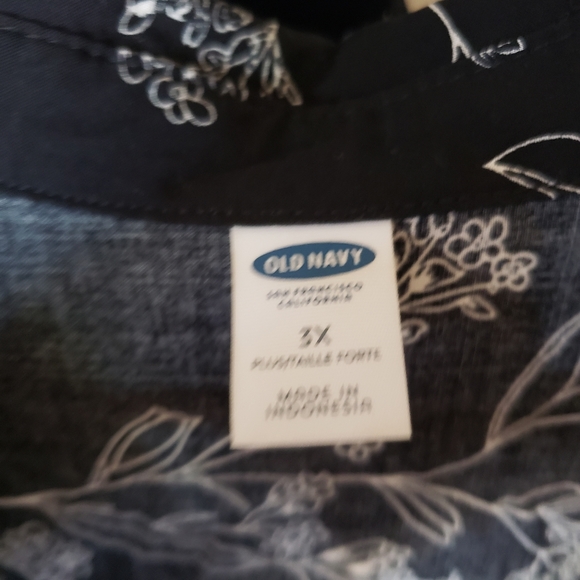 OLD NAVY
SAN FRANCISCO
CALIFORNIA
3X
PLUS/TAILLE FORTE
MADE IN
INDONESIA